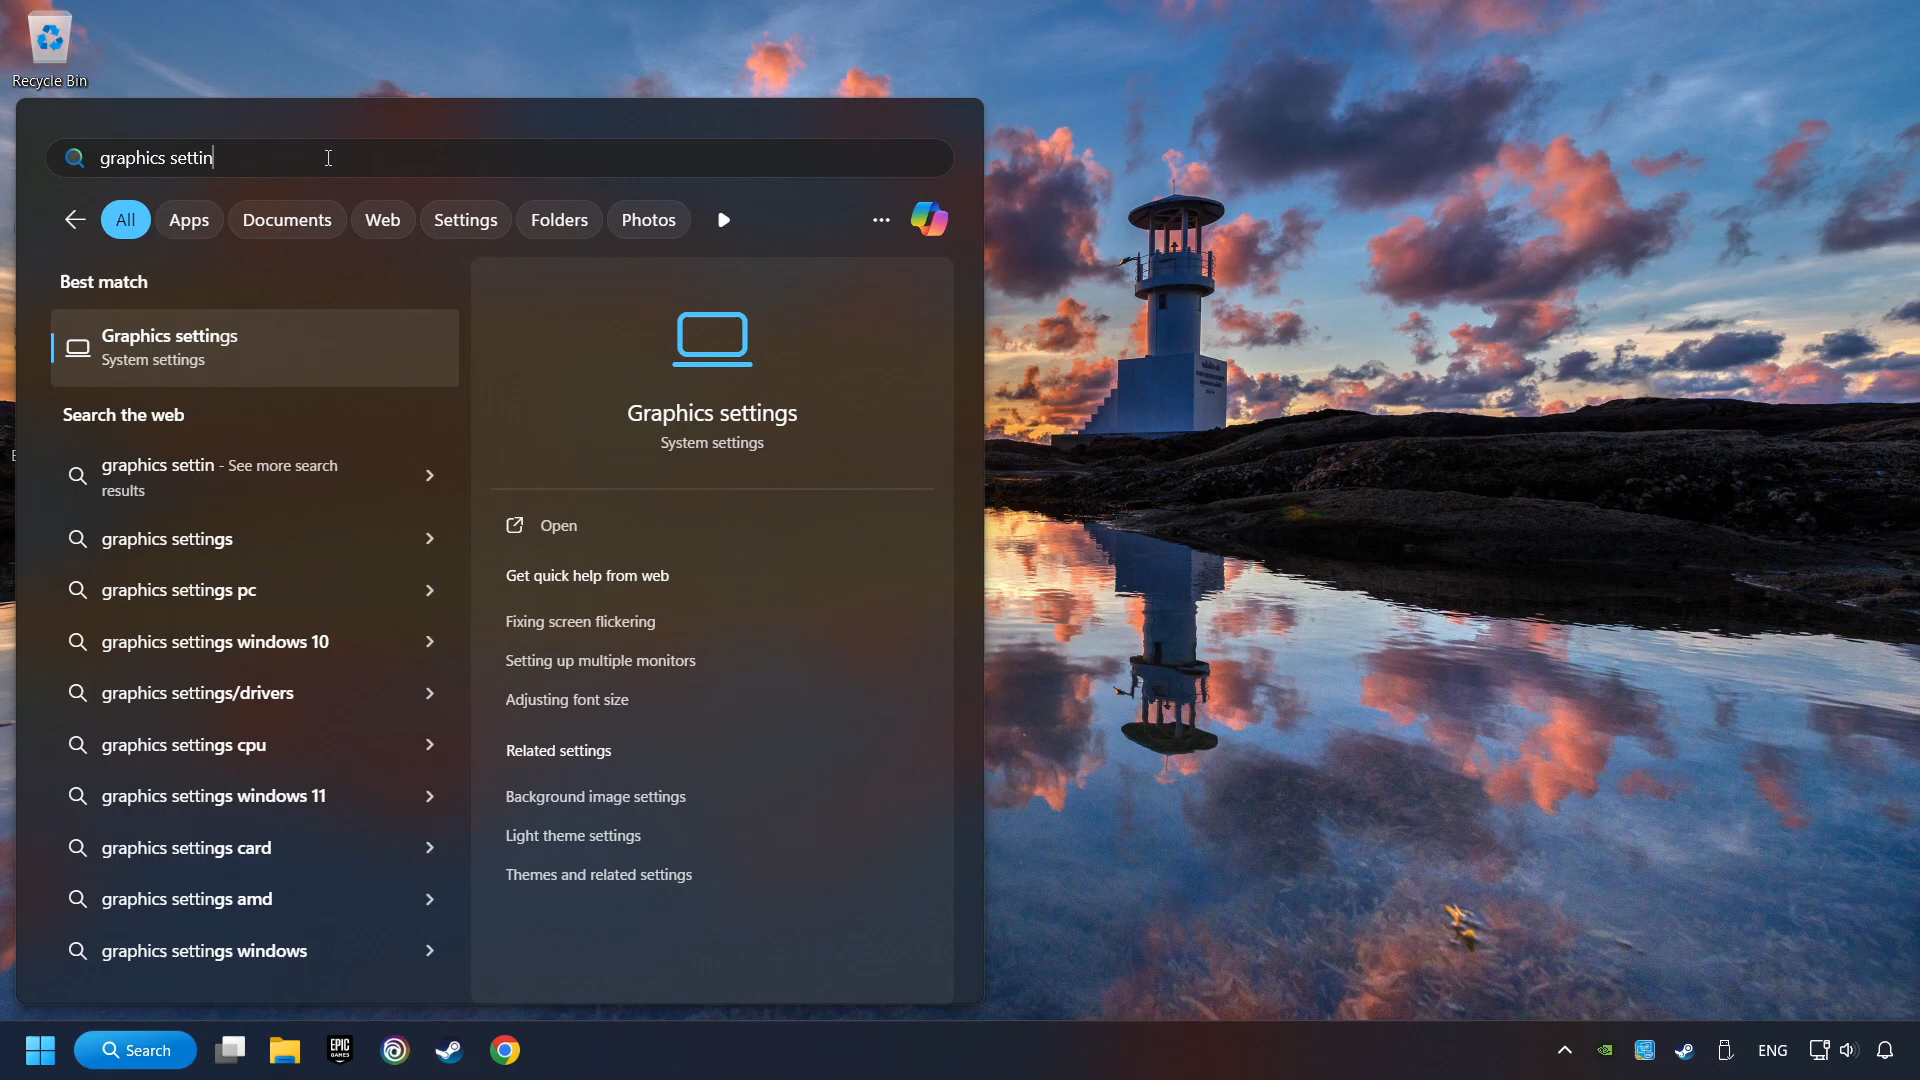 Recycle Bin
graphics settin
All
Apps
Documents
Web
Settings
Folders
Photos
Best match
Graphics settings
System settings
Search the web
graphics settin - See more search
results
graphics settings
graphics settings pc
graphics settings windows 10
graphics settings/drivers
graphics settings cpu
graphics settings windows 11
graphics settings card
graphics settings amd
graphics settings windows
Graphics settings
System settings
Open
Get quick help from web
Fixing screen flickering
Setting up multiple monitors
Adjusting font size
Related settings
Background image settings
Light theme settings
Themes and related settings
Search
EPIC
GAMES
ENG